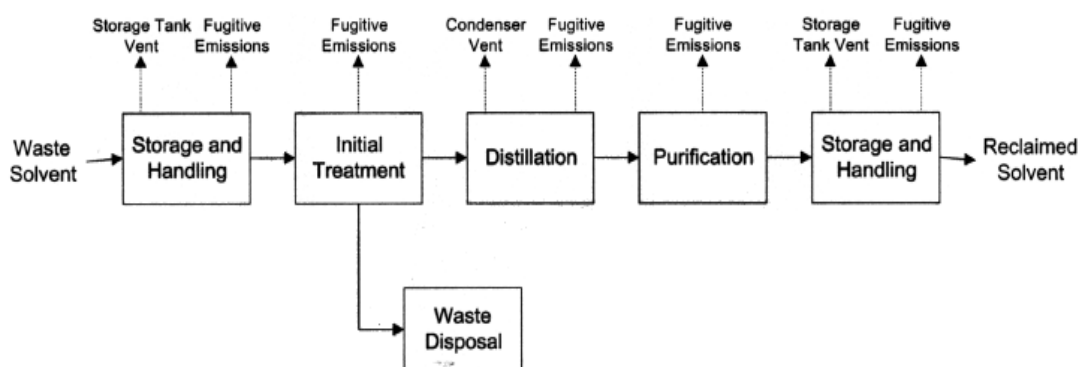 Storage Tank
Vent
Fugitive
Emissions
Fugitive
Emissions
Condenser
Vent
Fugitive
Emissions
Fugitive
Emissions
Storage
Tank Vent
Fugitive
Emissions
Waste
Solvent
Storage and
Handling
Initial
Treatment
Distillation
Purification
Storage and
Handling
Reclaimed
Solvent
Waste
Disposal